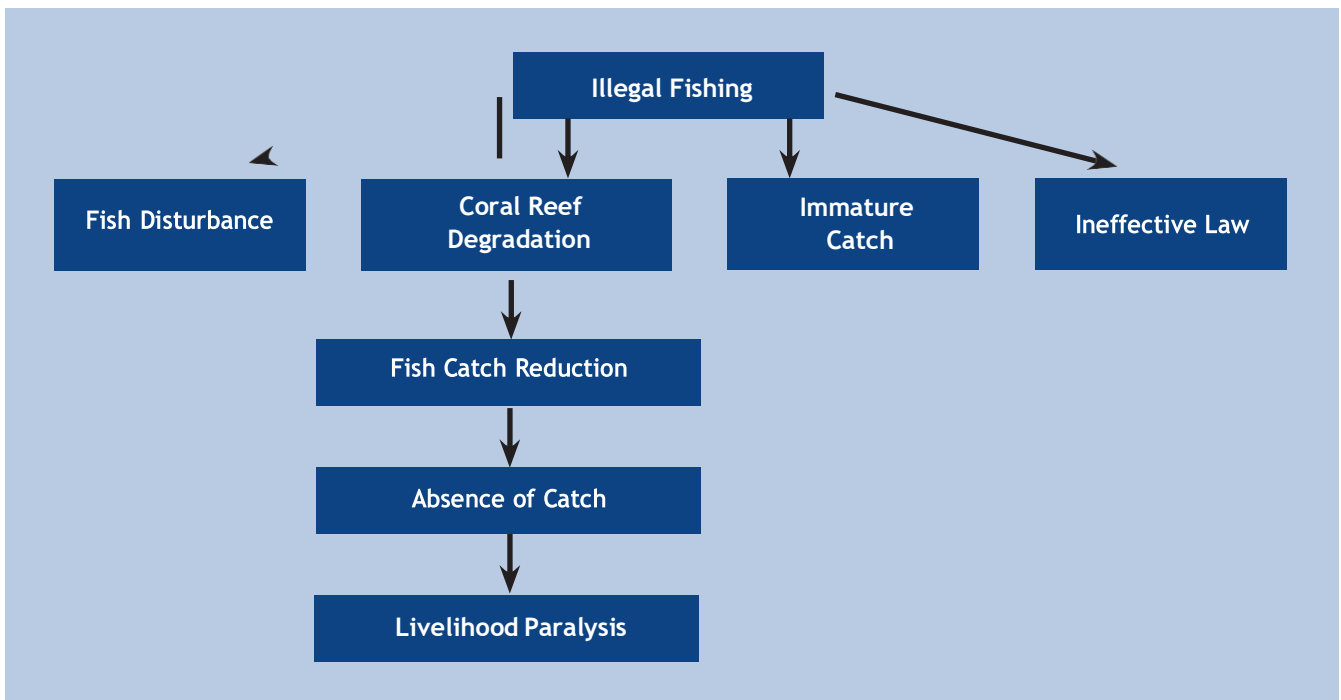 Illegal Fishing
Fish Disturbance
Coral Reef
Degradation
Immature
Catch
Ineffective Law
Fish Catch Reduction
Absence of Catch
Livelihood Paralysis